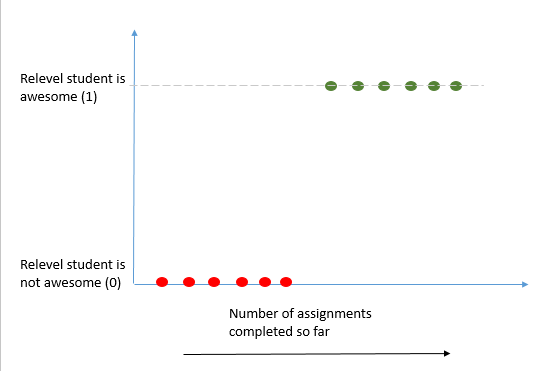 Relevel student is
awesome (1)
Relevel student is
not awesome (0)
Number of assignments
completed so far